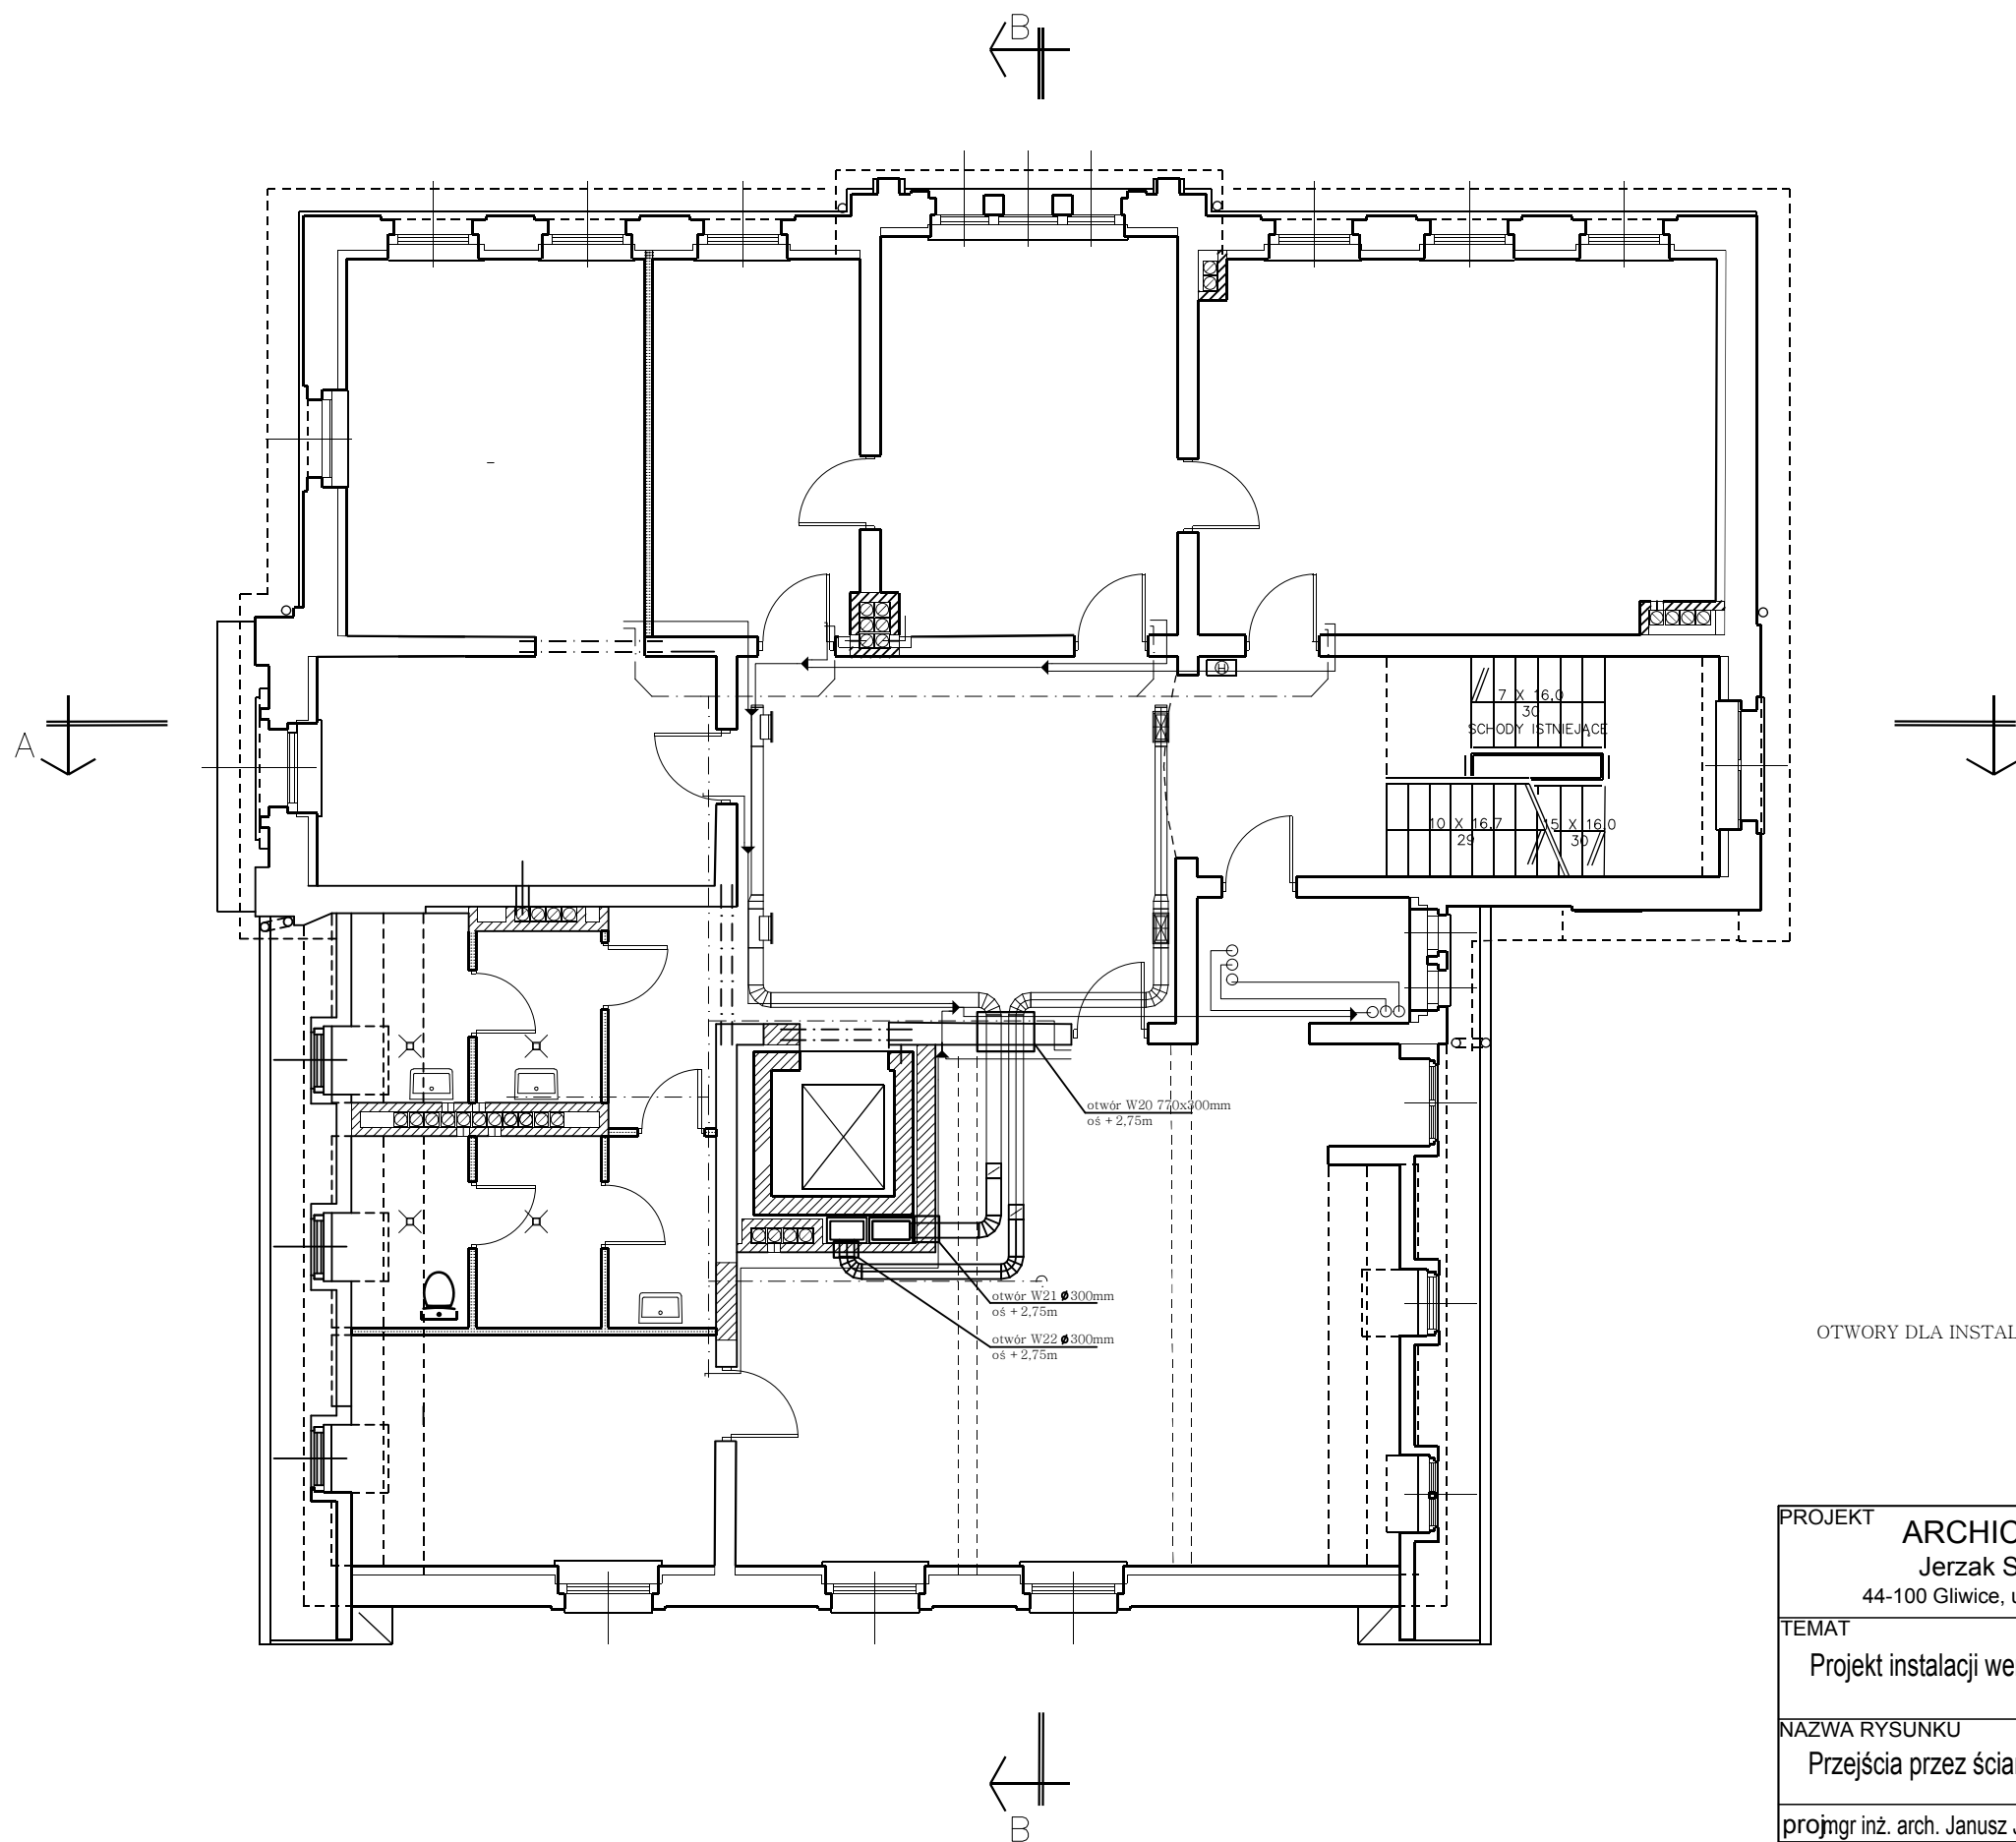 B
A
7 X 16,0
30
SCHODY ISTNIEJĄCE
10 X 16,7
29
15 X 16,0
30
otwór W20 770x300mm
oś +2,75m
otwór W21 ø300mm
oś +2,75m
otwór W22 ø300mm
oś +2,75m
OTWORY DLA INSTAL
PROJEKT
ARCHIC
Jerzak S
44-100 Gliwice, u
TEMAT
Projekt instalacji we
NAZWA RYSUNKU
Przejścia przez ścia
proj.
mgr inż. arch. Janusz J
B